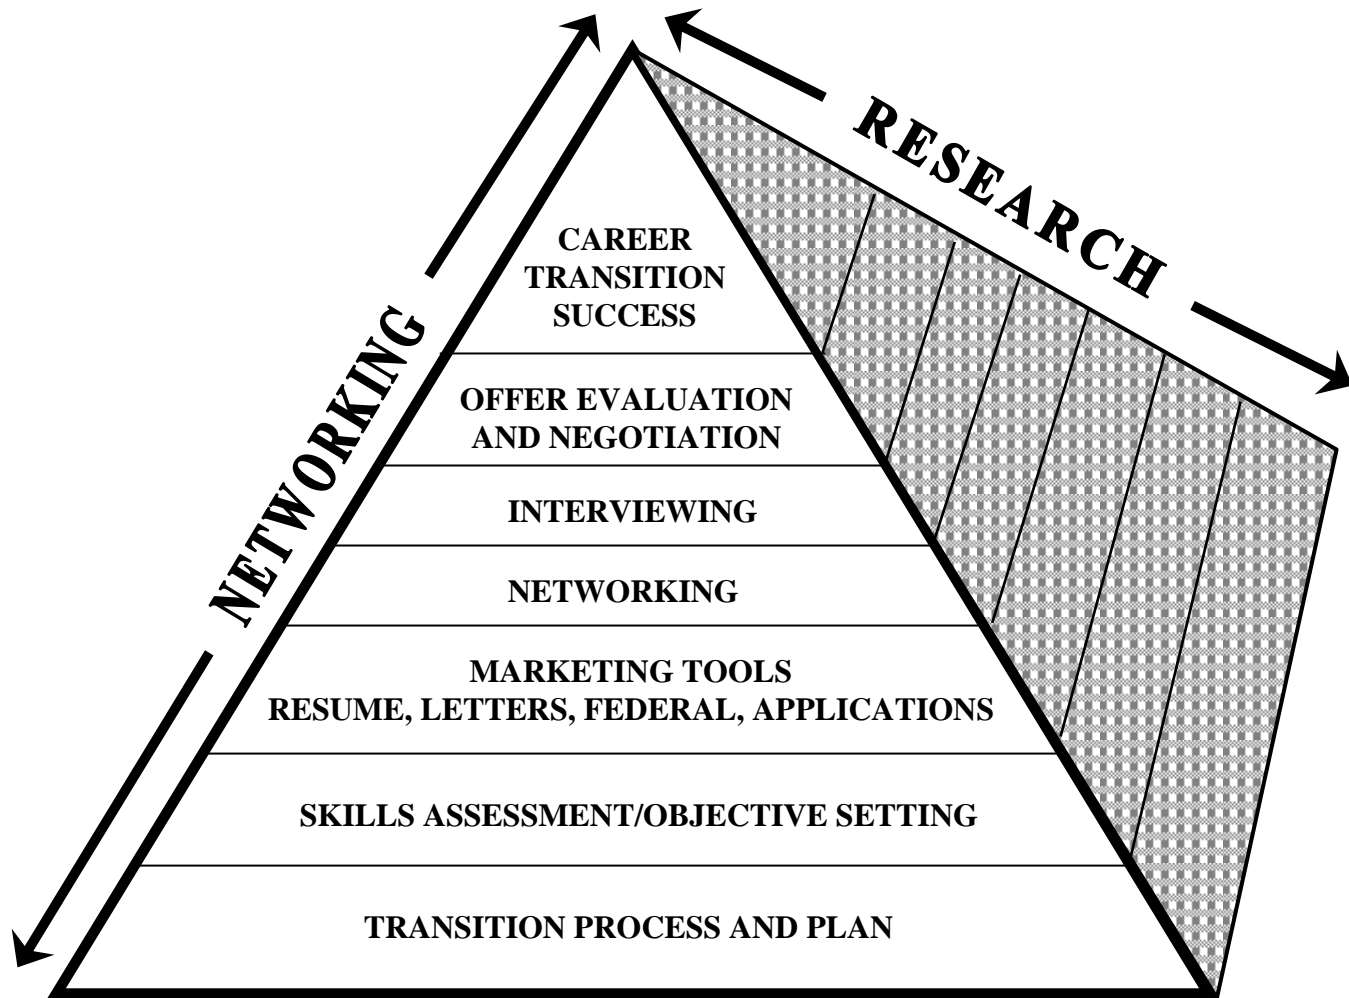 RESEARCH
NETWORKING
CAREER
TRANSITION
SUCCESS
OFFER EVALUATION
AND NEGOTIATION
INTERVIEWING
NETWORKING
MARKETING TOOLS
RESUME, LETTERS, FEDERAL, APPLICATIONS
SKILLS ASSESSMENT/OBJECTIVE SETTING
TRANSITION PROCESS AND PLAN